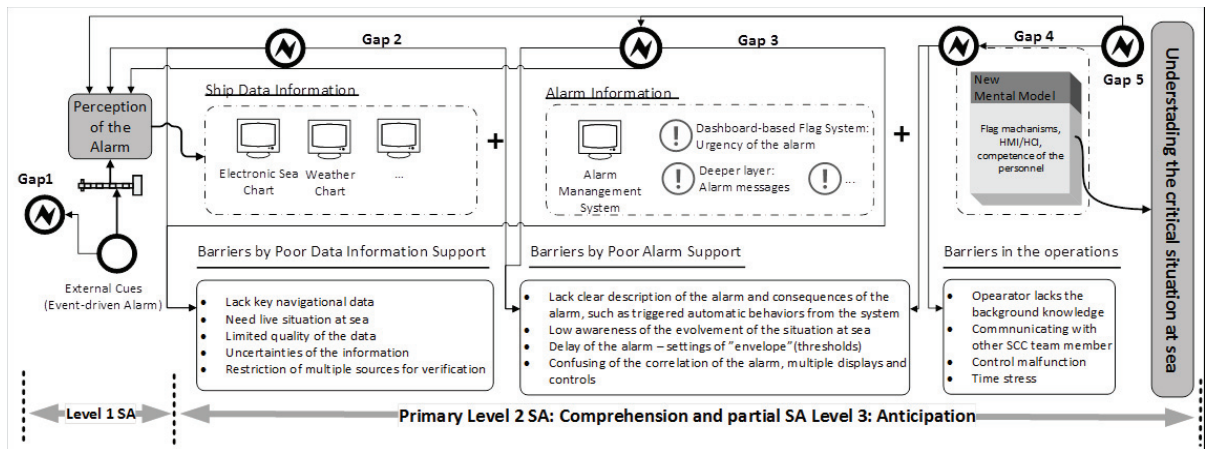 Gap 2
Gap 3
Gap 4
Gap 5
Ship Data Information
Alarm Information
New
Mental Model
Perception
of the
Alarm
Electronic Sea
Chart
Weather
Chart
...
Alarm
Manangement
System
Dashboard-based Flag System:
Urgency of the alarm
Deeper layer:
Alarm messages
...
Flag machanisms,
HMI/HCI,
competence of the
personnel
+
+
Gap1
External Cues
(Event-driven Alarm)
Barriers by Poor Data Information Support
Lack key navigational data
Need live situation at sea
Limited quality of the data
Uncertainties of the information
Restriction of multiple sources for verification
Barriers by Poor Alarm Support
Lack clear description of the alarm and consequences of the
alarm, such as triggered automatic behaviors from the system
Low awareness of the evolvement of the situation at sea
Delay of the alarm – settings of "envelope"(thresholds)
Confusing of the correlation of the alarm, multiple displays and
controls
Barriers in the operations
Opearator lacks the
background knowledge
Commnunicating with
other SCC team member
Control malfunction
Time stress
Understading the critical situation at sea
Level 1 SA
Primary Level 2 SA: Comprehension and partial SA Level 3: Anticipation